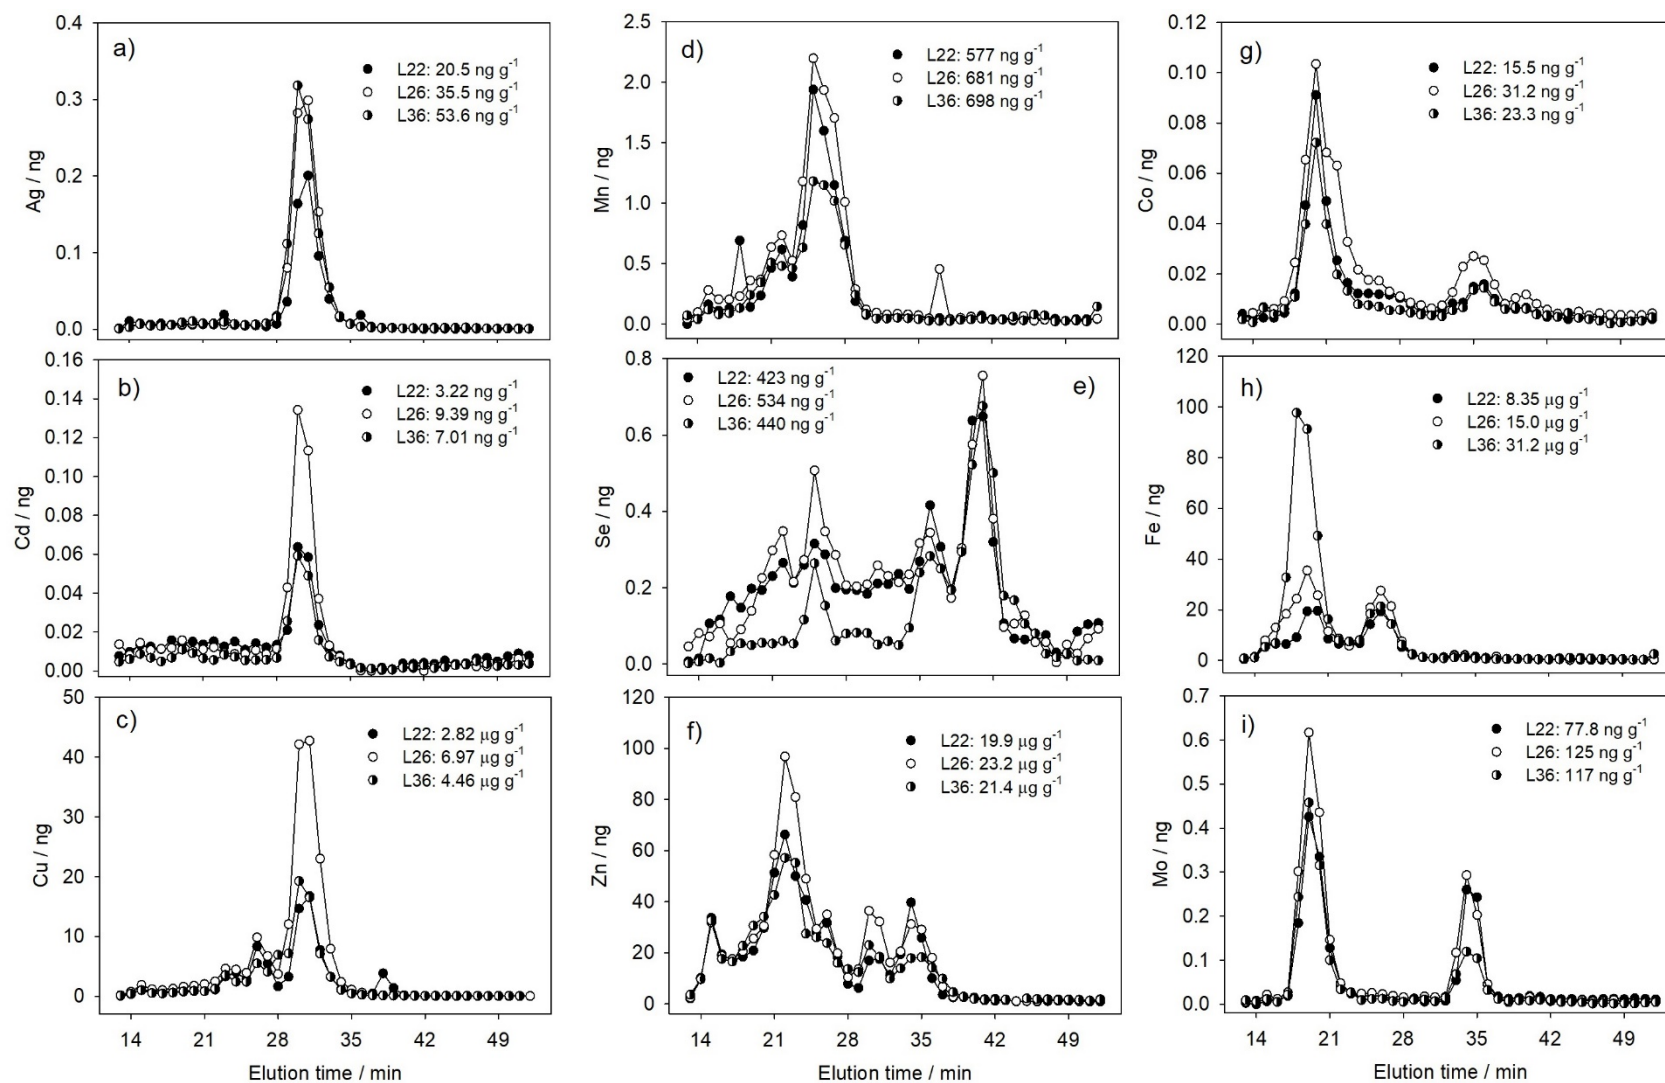 a)
L22: 20.5 ng g⁻¹
L26: 35.5 ng g⁻¹
L36: 53.6 ng g⁻¹
0.4
0.3
0.2
0.1
0.0
Ag / ng
b)
L22: 3.22 ng g⁻¹
L26: 9.39 ng g⁻¹
L36: 7.01 ng g⁻¹
0.16
0.14
0.12
0.10
0.08
0.06
0.04
0.02
0.00
Cd / ng
c)
L22: 2.82 µg g⁻¹
L26: 6.97 µg g⁻¹
L36: 4.46 µg g⁻¹
50
40
30
20
10
0
Cu / ng
14 21 28 35 42 49
Elution time / min
d)
L22: 577 ng g⁻¹
L26: 681 ng g⁻¹
L36: 698 ng g⁻¹
2.5
2.0
1.5
1.0
0.5
0.0
Mn / ng
e)
L22: 423 ng g⁻¹
L26: 534 ng g⁻¹
L36: 440 ng g⁻¹
0.8
0.6
0.4
0.2
0.0
Se / ng
f)
L22: 19.9 µg g⁻¹
L26: 23.2 µg g⁻¹
L36: 21.4 µg g⁻¹
120
100
80
60
40
20
0
Zn / ng
14 21 28 35 42 49
Elution time / min
g)
L22: 15.5 ng g⁻¹
L26: 31.2 ng g⁻¹
L36: 23.3 ng g⁻¹
0.12
0.10
0.08
0.06
0.04
0.02
0.00
Co / ng
h)
L22: 8.35 µg g⁻¹
L26: 15.0 µg g⁻¹
L36: 31.2 µg g⁻¹
120
100
80
60
40
20
0
Fe / ng
i)
L22: 77.8 ng g⁻¹
L26: 125 ng g⁻¹
L36: 117 ng g⁻¹
0.7
0.6
0.5
0.4
0.3
0.2
0.1
0.0
Mo / ng
14 21 28 35 42 49
Elution time / min